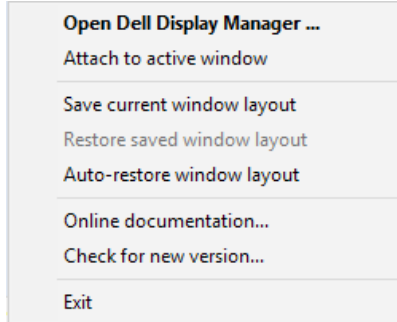 Open Dell Display Manager ...
Attach to active window
Save current window layout
Restore saved window layout
Auto-restore window layout
Online documentation...
Check for new version...
Exit